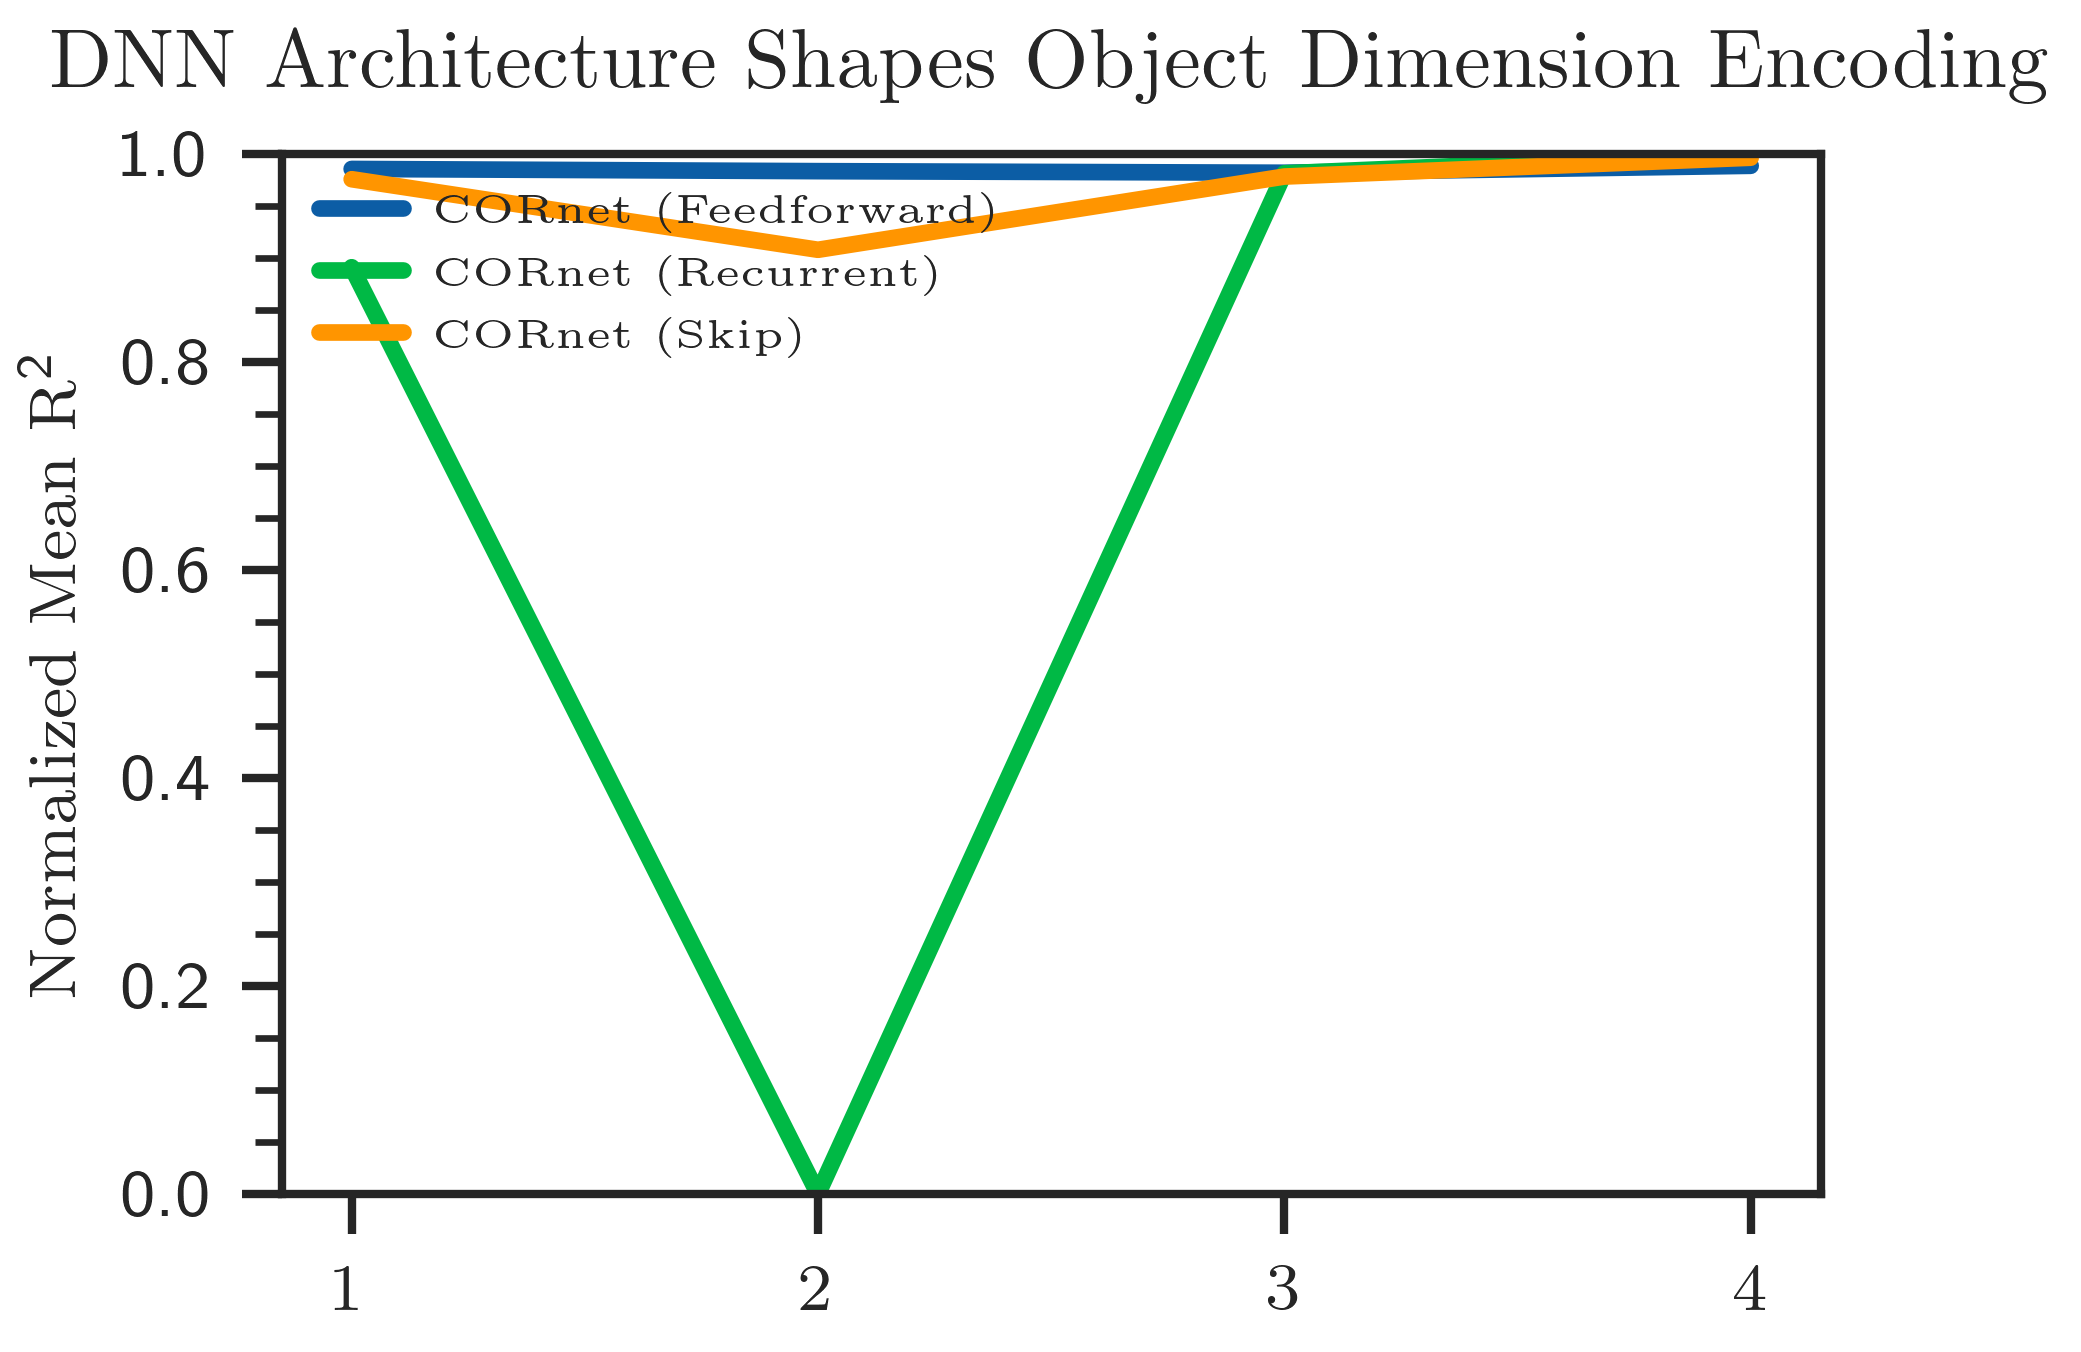 DNN Architecture Shapes Object Dimension Encoding
Normalized Mean R²
1.0
0.8
0.6
0.4
0.2
0.0
CORnet (Feedforward)
CORnet (Recurrent)
CORnet (Skip)
1 2 3 4